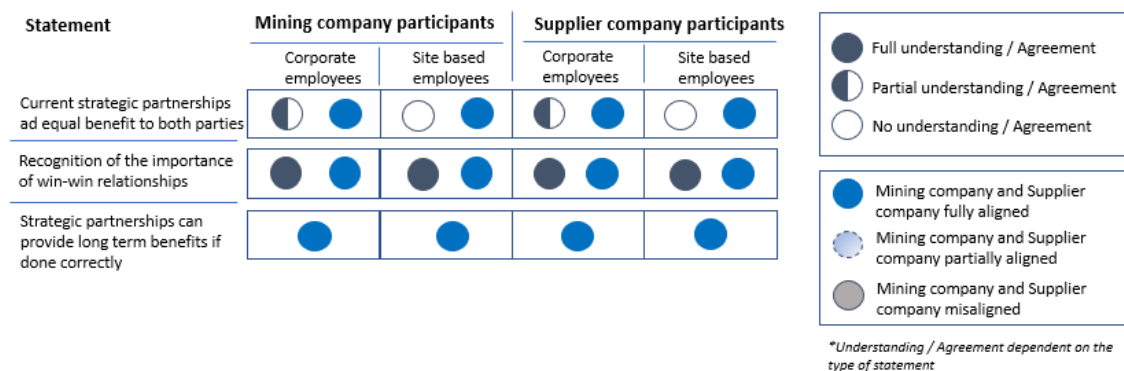 Statement
Mining company participants
Supplier company participants
Corporate
employees
Site based
employees
Corporate
employees
Site based
employees
Current strategic partnerships
ad equal benefit to both parties
Recognition of the importance
of win-win relationships
Strategic partnerships can
provide long term benefits if
done correctly
Full understanding / Agreement
Partial understanding / Agreement
No understanding / Agreement
Mining company and Supplier
company fully aligned
Mining company and Supplier
company partially aligned
Mining company and Supplier
company misaligned
*Understanding / Agreement dependent on the
type of statement